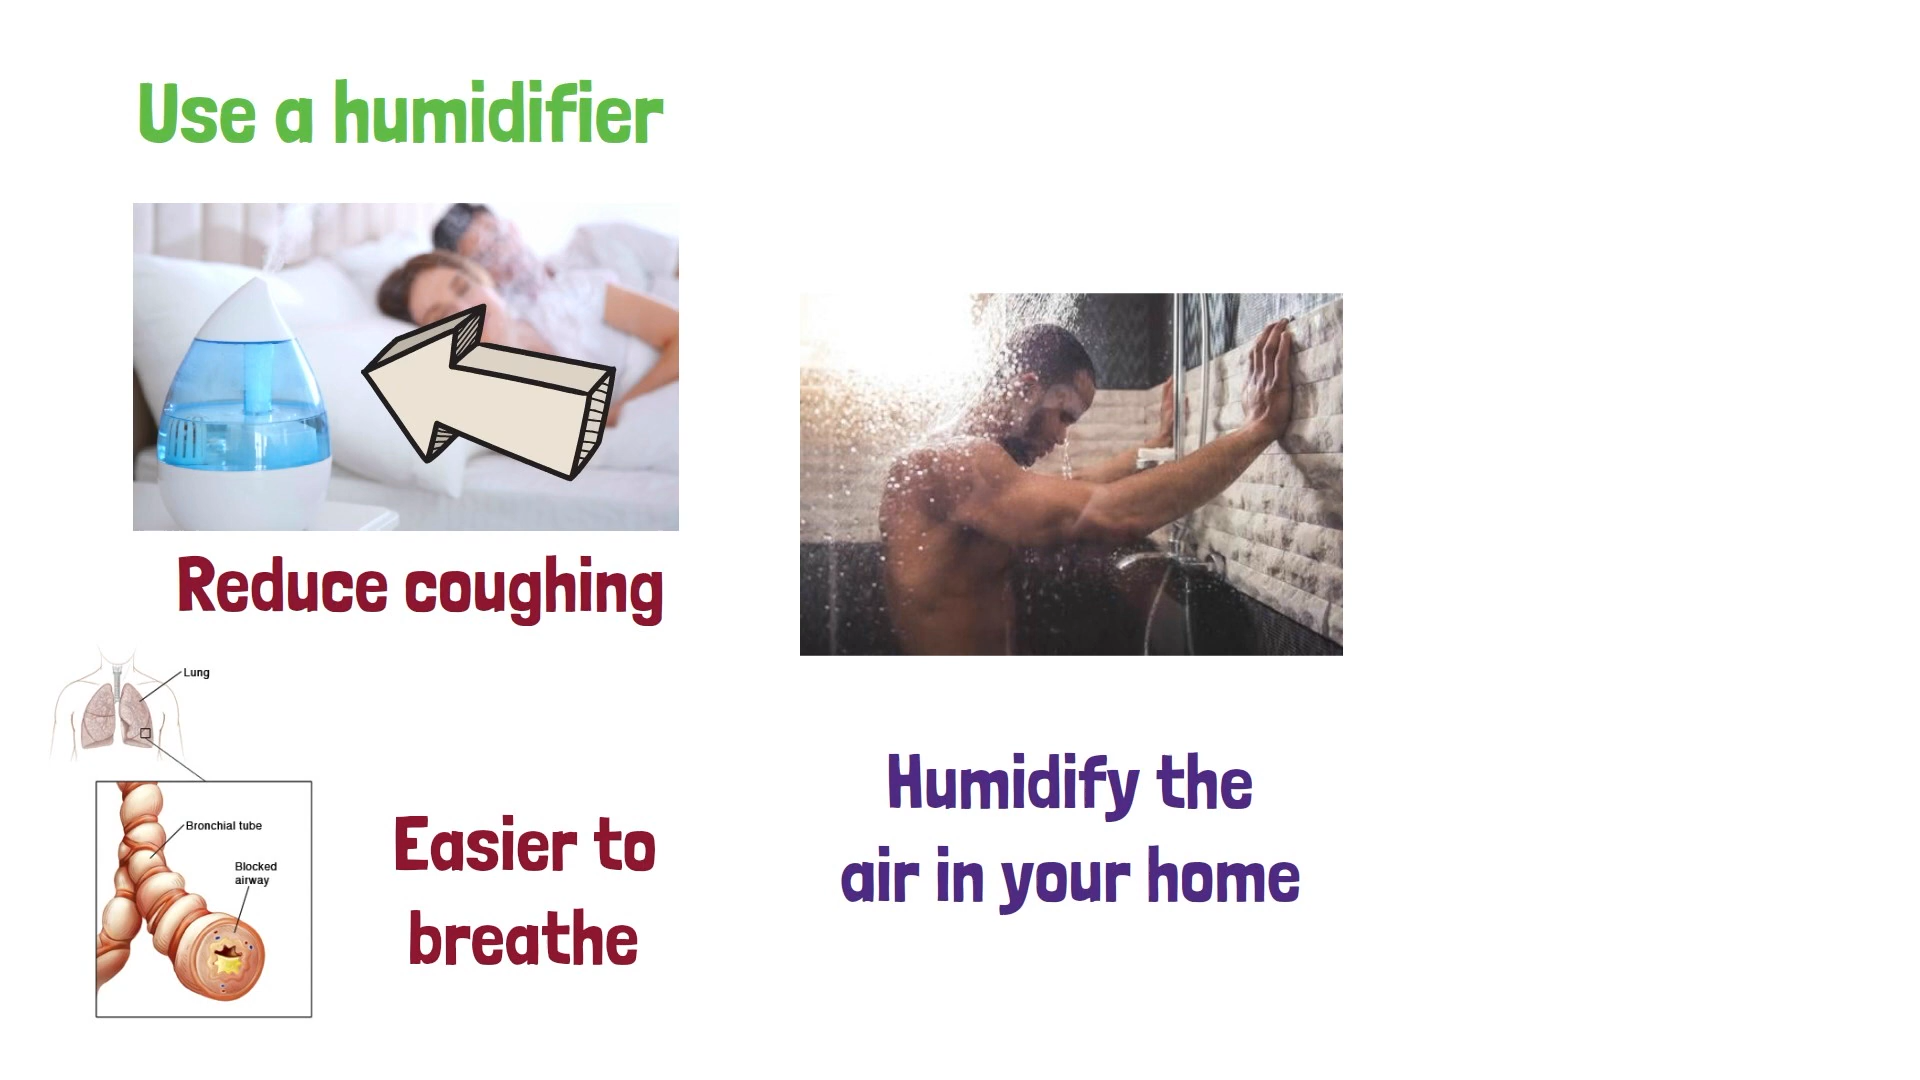 Use a humidifier
Reduce coughing
Lung
Bronchial tube
Blocked
airway
Easier to
breathe
Humidify the
air in your home